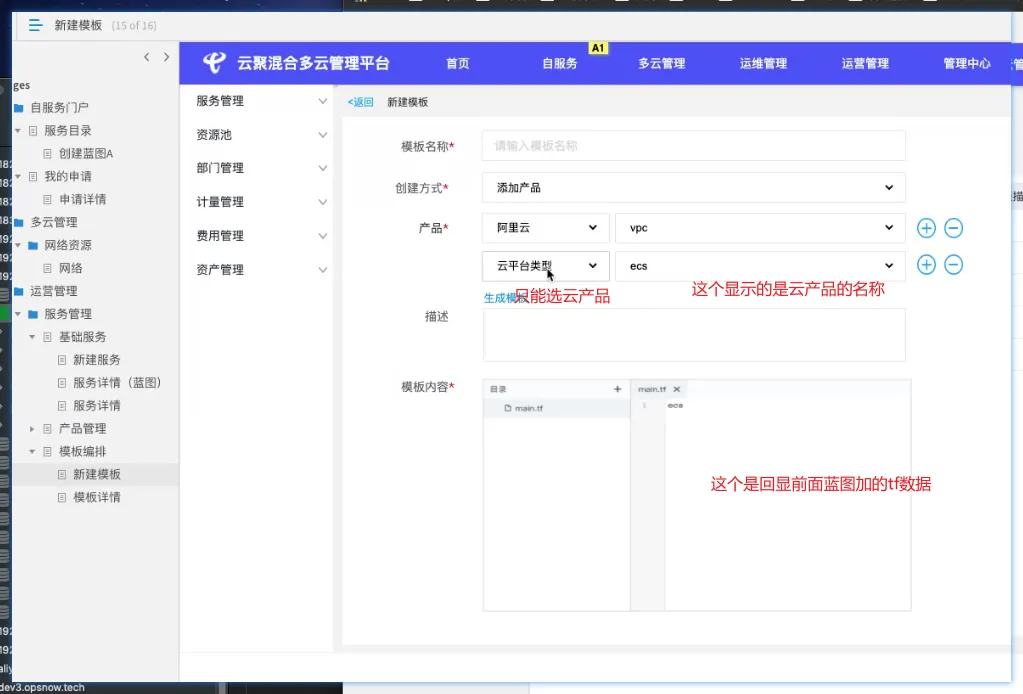 新建模板 (15 of 16)
ges
自服务门户
服务目录
创建蓝图A
我的申请
申请详情
多云管理
网络资源
网络
运营管理
服务管理
基础服务
新建服务
服务详情（蓝图）
服务详情
产品管理
模板编排
新建模板
模板详情
云聚混合多云管理平台
首页
自服务
A1
多云管理
运维管理
运营管理
管理中心
服务管理
资源池
部门管理
计量管理
费用管理
资产管理
<返回 新建模板
模板名称* 请输入模板名称
创建方式* 添加产品
产品* 阿里云 vpc
云平台类型 ecs
生成模板
只能选云产品
这个显示的是云产品的名称
描述
模板内容* 目录 + main.tf ×
main.tf
1 ecs
这个是回显前面蓝图加的tf数据
dev3.opsnow.tech